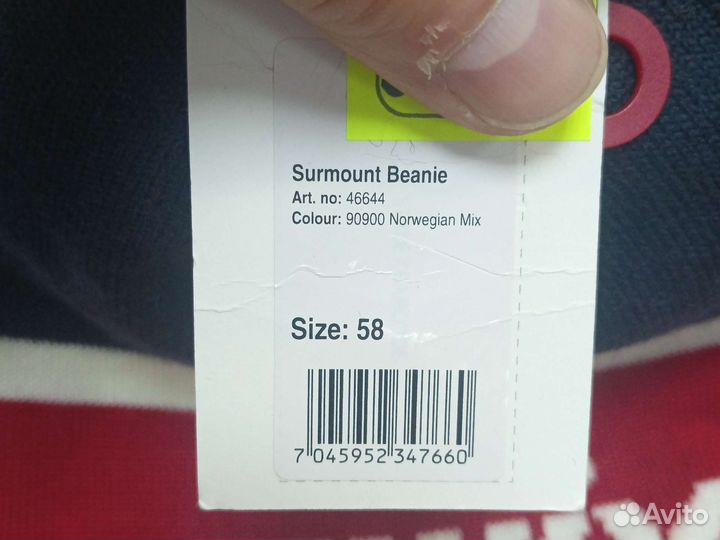 Surmount Beanie
Art. no: 46644
Colour: 90900 Norwegian Mix
Size: 58
7 045952 347660
Avito